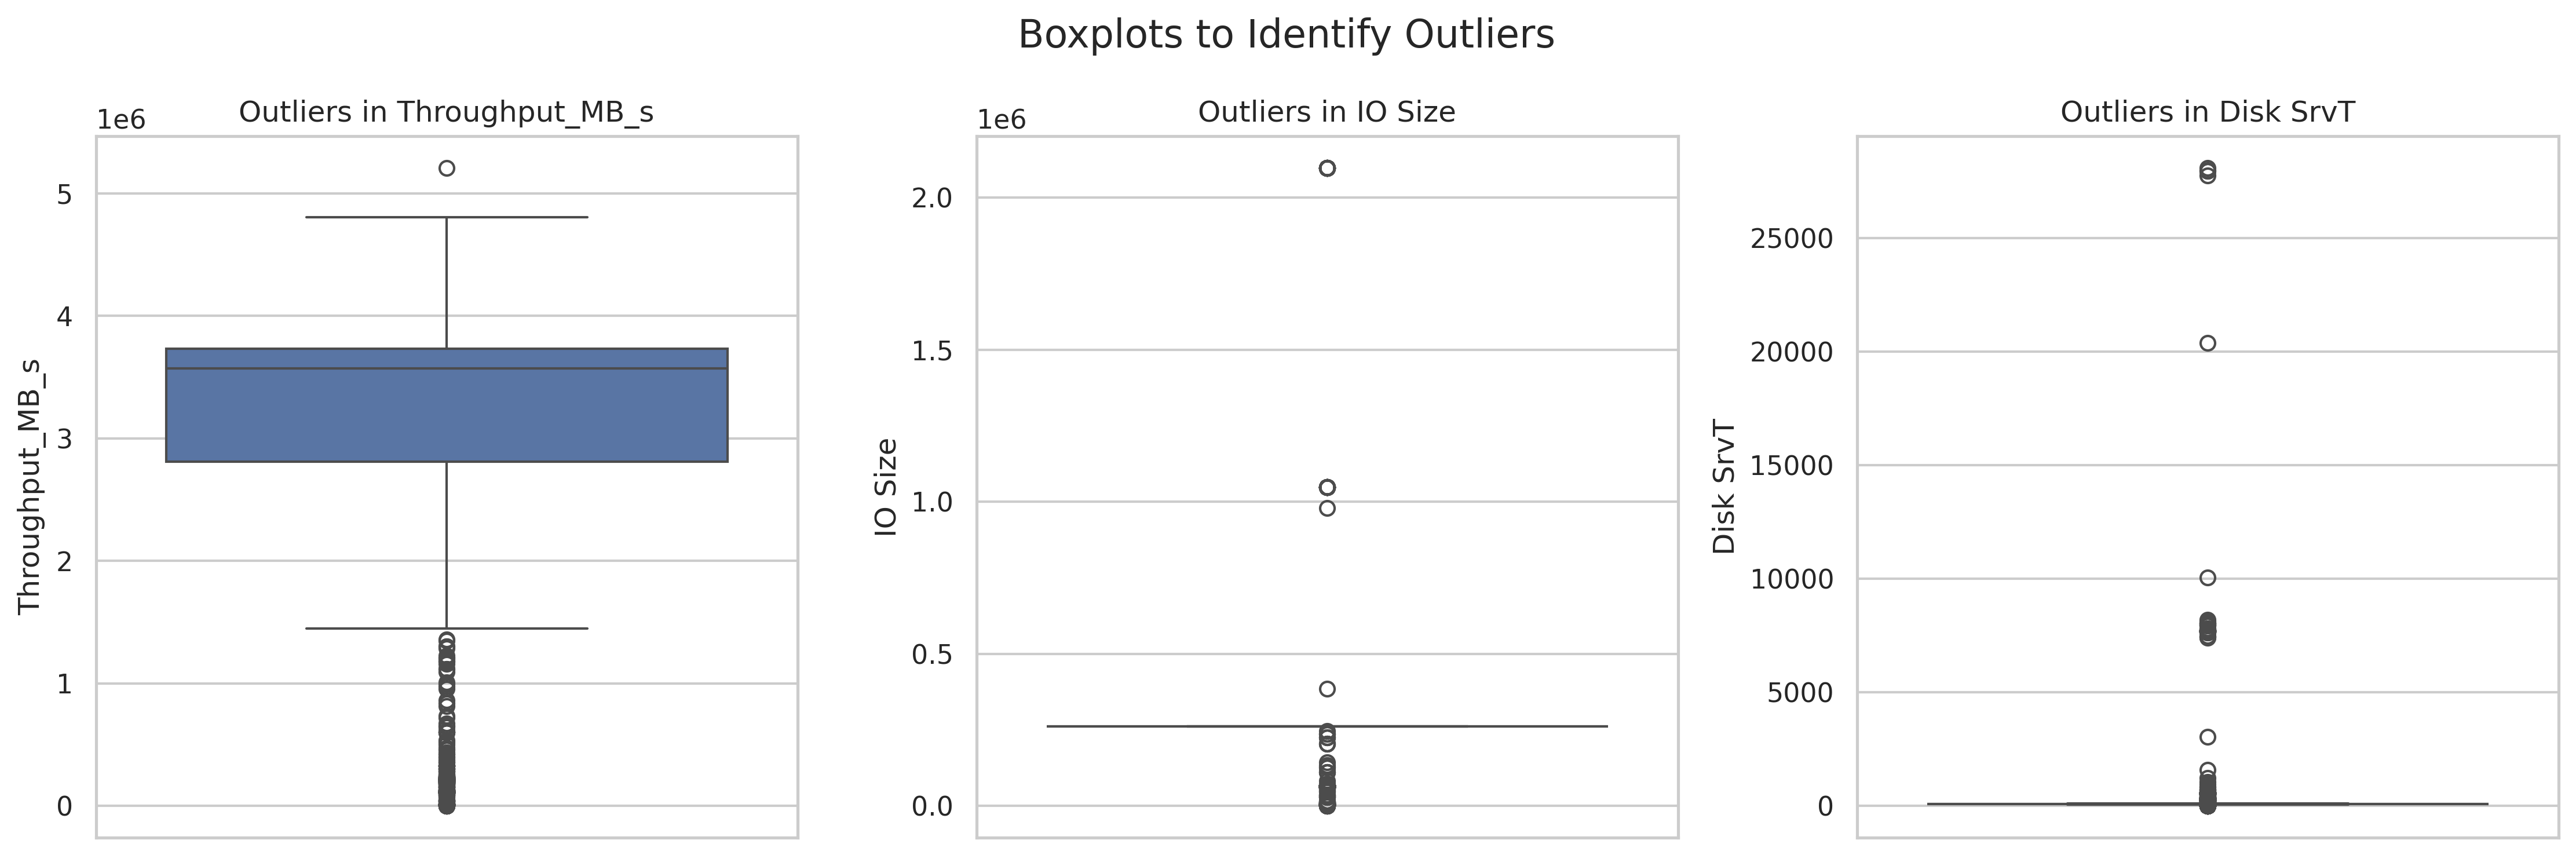 Boxplots to Identify Outliers
Outliers in Throughput_MB_s
1e6
Throughput_MB_s
5
4
3
2
1
0
Outliers in IO Size
1e6
IO Size
2.0
1.5
1.0
0.5
0.0
Outliers in Disk SrvT
Disk SrvT
25000
20000
15000
10000
5000
0